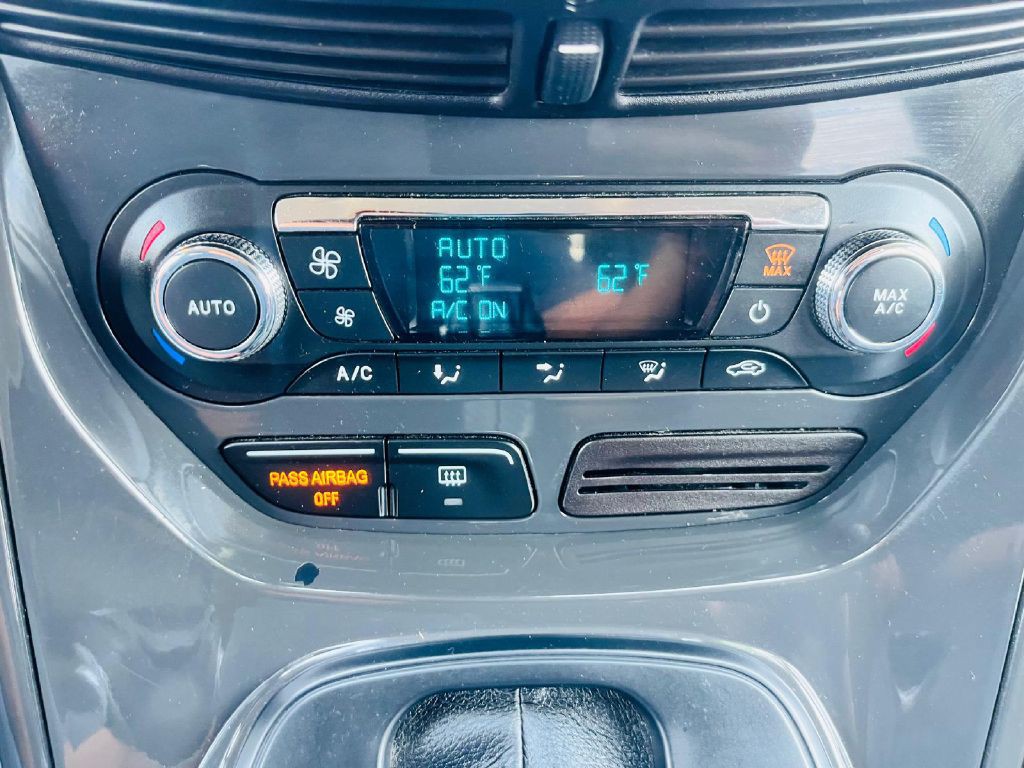 AUTO
AUTO
62°F 62°F
A/C ON
MAX
MAX
A/C
A/C
PASS AIRBAG
OFF